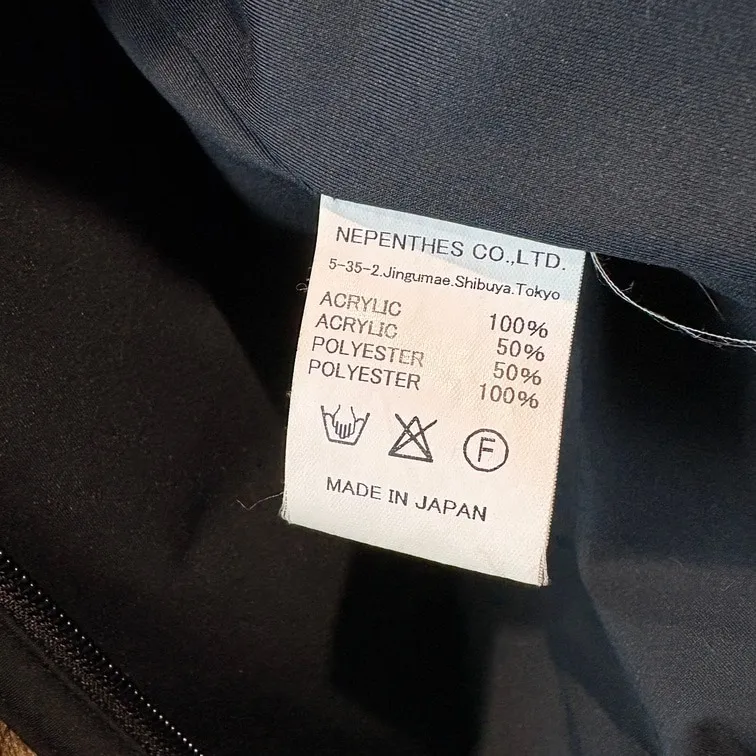 NEPENTHES CO.,LTD.
5-35-2.Jingumae.Shibuya.Tokyo
ACRYLIC 100%
ACRYLIC 50%
POLYESTER 50%
POLYESTER 100%
F
MADE IN JAPAN